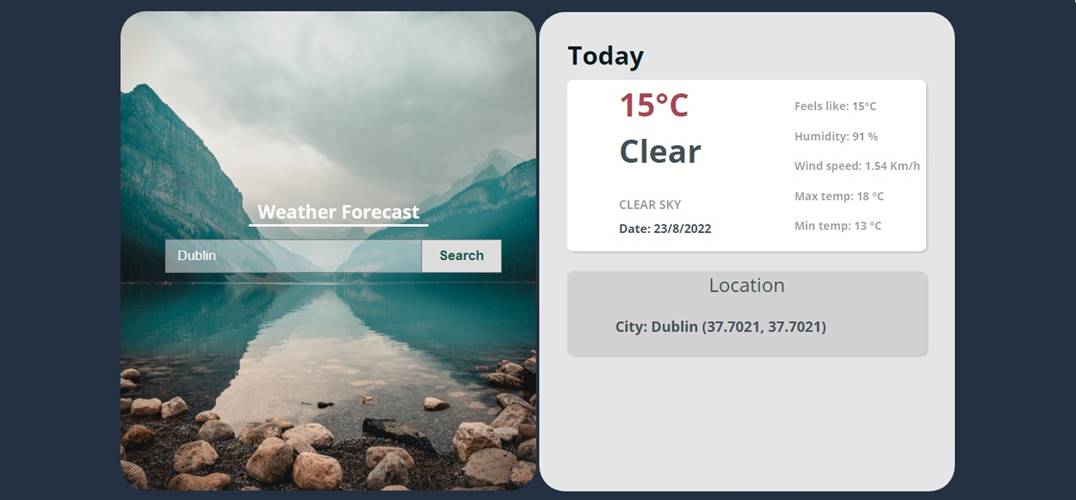 Weather Forecast
Dublin
Search
Today
15°C
Clear
CLEAR SKY
Date: 23/8/2022
Feels like: 15°C
Humidity: 91 %
Wind speed: 1.54 Km/h
Max temp: 18 °C
Min temp: 13 °C
Location
City: Dublin (37.7021, 37.7021)